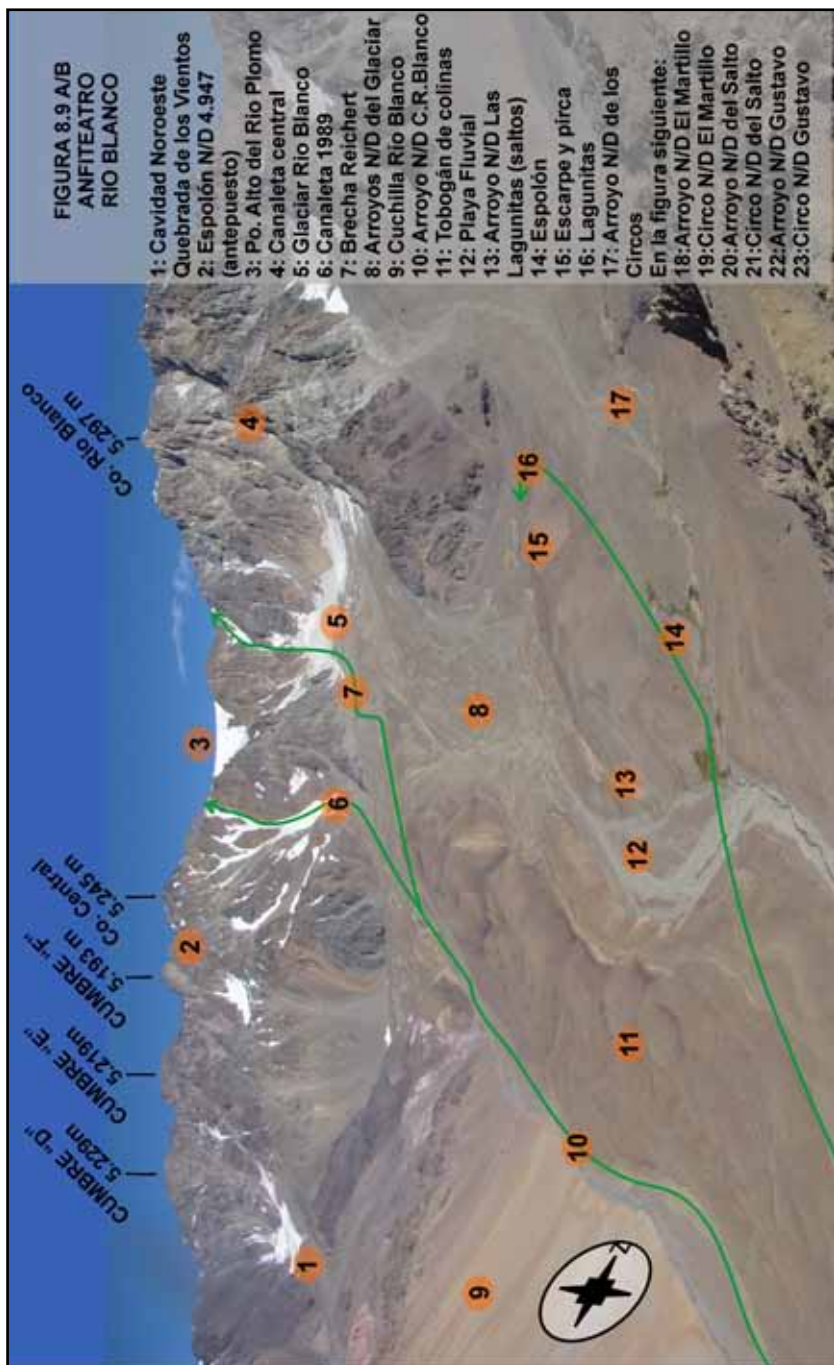 FIGURA 8.9 A/B
ANFITEATRO
RIO BLANCO
1: Cavidad Noroeste
Quebrada de los Vientos
2: Espolón N/D 4.947
(antepuesto)
3: Po. Alto del Rio Plomo
4: Canaleta central
5: Glaciar Rio Blanco
6: Canaleta 1989
7: Brecha Reichert
8: Arroyos N/D del Glaciar
9: Cuchilla Rio Blanco
10: Arroyo N/D C.R.Blanco
11: Tobogán de colinas
12: Playa Fluvial
13: Arroyo N/D Las
Lagunitas (saltos)
14: Espolón
15: Escarpe y pirca
16: Lagunitas
17: Arroyo N/D de los
Circos
En la figura siguiente:
18:Arroyo N/D El Martillo
19:Circo N/D El Martillo
20:Arroyo N/D del Salto
21:Circo N/D del Salto
22:Arroyo N/D Gustavo
23:Circo N/D Gustavo
CUMBRE "D"
5.229m
CUMBRE "E"
5.219m
CUMBRE "F"
5.193 m
Co. Central
5.245 m
Co. Rio Blanco
5.297 m
1
2
3
4
5
6
7
8
9
10
11
12
13
14
15
16
17
N